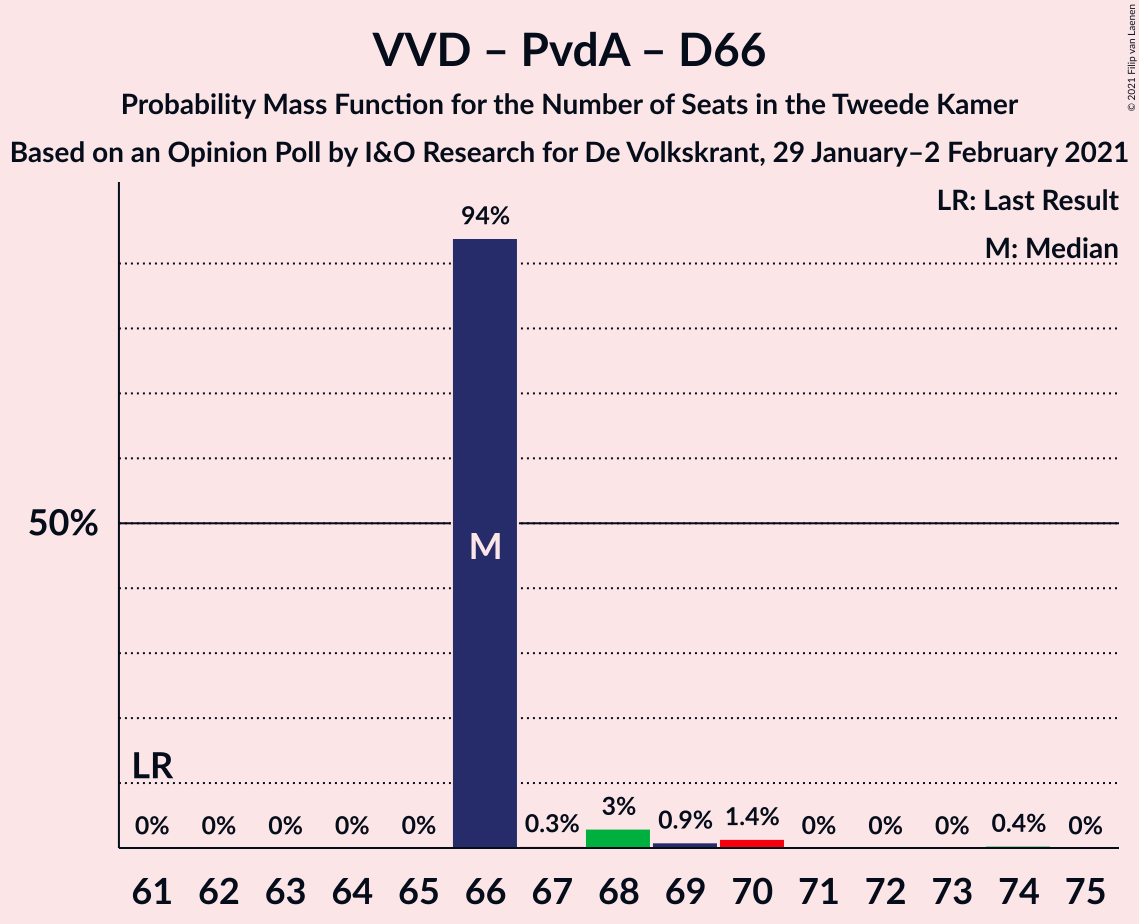 VVD – PvdA – D66
Probability Mass Function for the Number of Seats in the Tweede Kamer
Based on an Opinion Poll by I&O Research for De Volkskrant, 29 January–2 February 2021
© 2021 Filip van Laenen
LR: Last Result
M: Median
94%
50%
M
LR
0% 0% 0% 0% 0% 0.3% 3% 0.9% 1.4% 0% 0% 0% 0.4% 0%
61 62 63 64 65 66 67 68 69 70 71 72 73 74 75